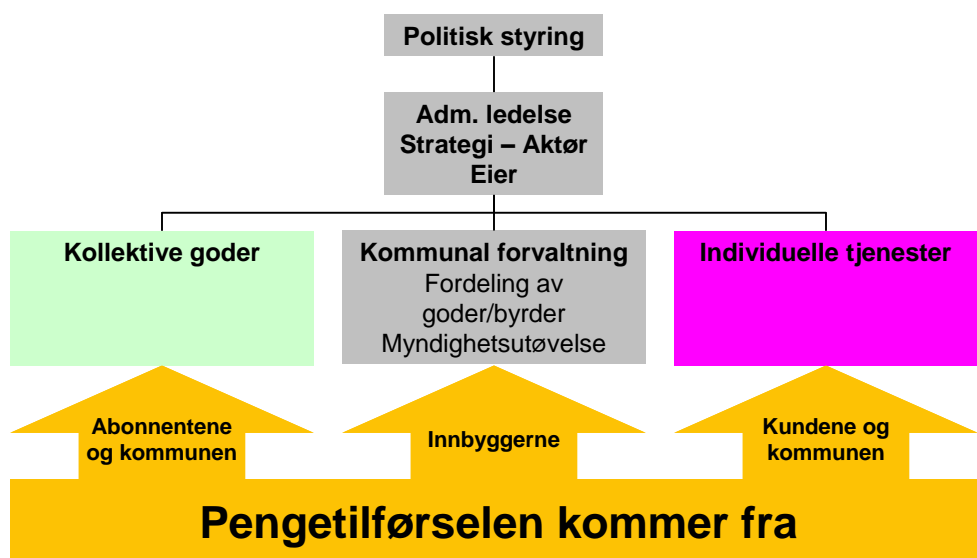 Politisk styring
Adm. ledelse
Strategi – Aktør
Eier
Kollektive goder
Kommunal forvaltning
Fordeling av
goder/byrder
Myndighetsutøvelse
Individuelle tjenester
Abonnentene
og kommunen
Innbyggerne
Kundene og
kommunen
Pengetilførselen kommer fra